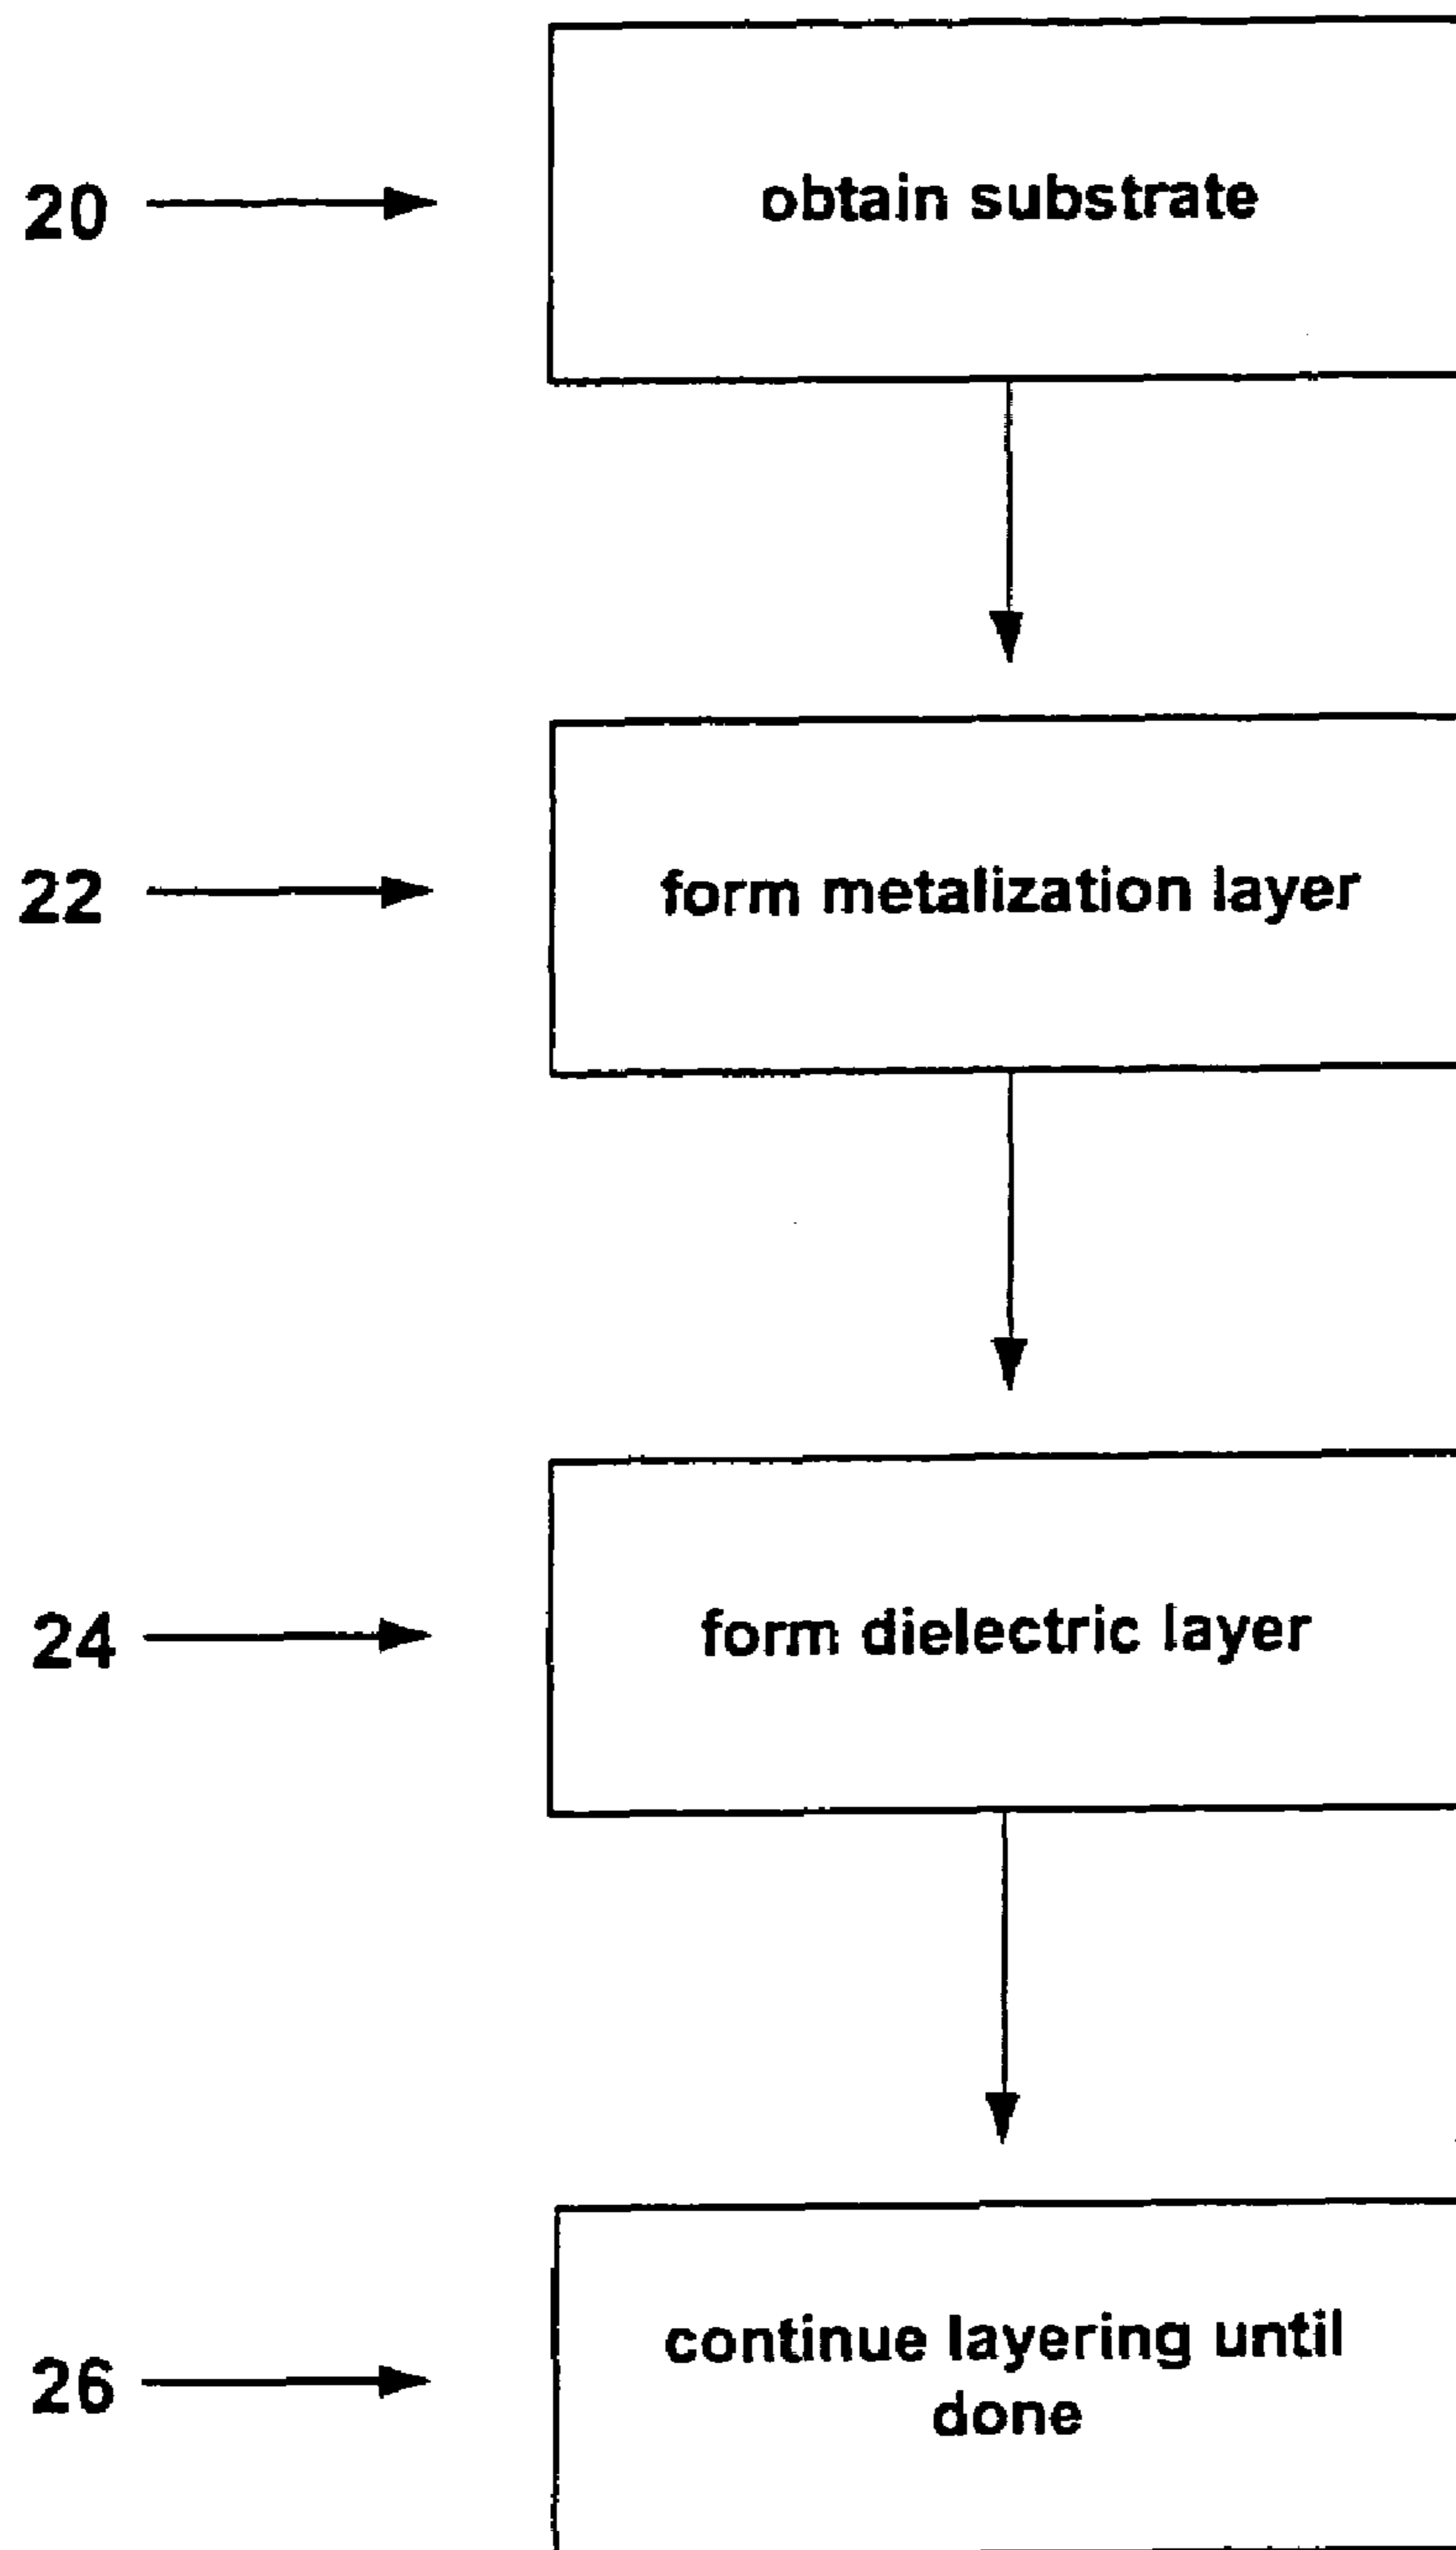 20
obtain substrate
22
form metalization layer
24
form dielectric layer
26
continue layering until
done